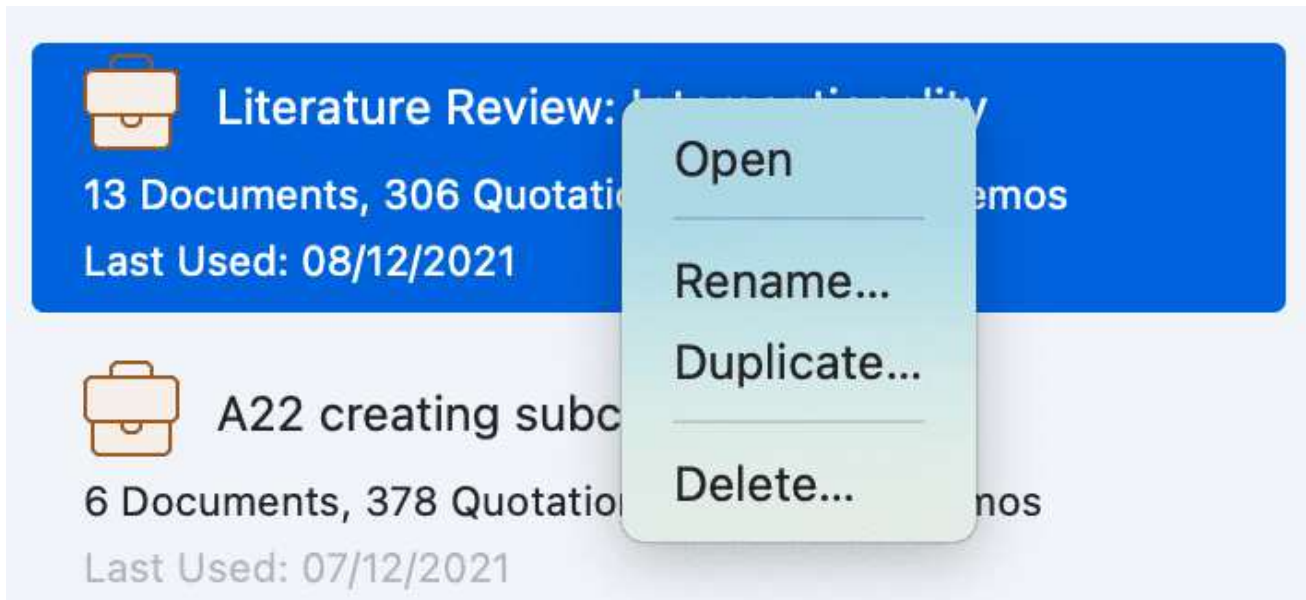 Literature Review:
13 Documents, 306 Quotati
Last Used: 08/12/2021
Open
emos
Rename...
Duplicate...
Delete...
A22 creating subc
6 Documents, 378 Quotatio
mos
Last Used: 07/12/2021